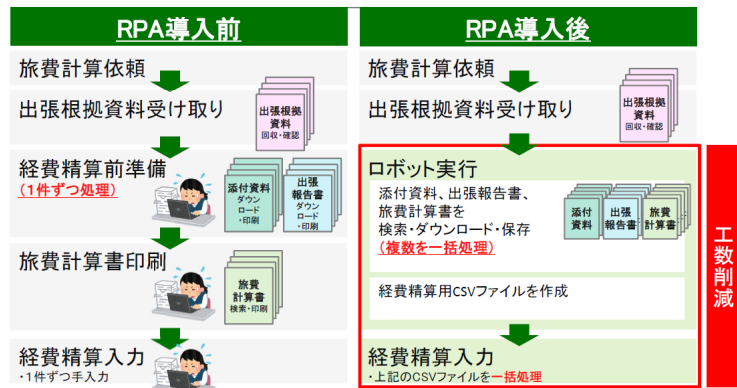 RPA導入前
旅費計算依頼
出張根拠資料受け取り
出張根拠
資料
回収・確認
経費精算前準備
（1件ずつ処理）
添付資料
ダウン
ロード
・印刷
出張
報告書
ダウン
ロード
・印刷
旅費計算書印刷
旅費
計算書
検索・印刷
経費精算入力
・1件ずつ手入力
RPA導入後
旅費計算依頼
出張根拠資料受け取り
出張根拠
資料
回収・確認
ロボット実行
添付資料、出張報告書、
旅費計算書を
検索・ダウンロード・保存
（複数を一括処理）
添付
資料
出張
報告書
旅費
計算書
経費精算用CSVファイルを作成
経費精算入力
・上記のCSVファイルを一括処理
工数削減